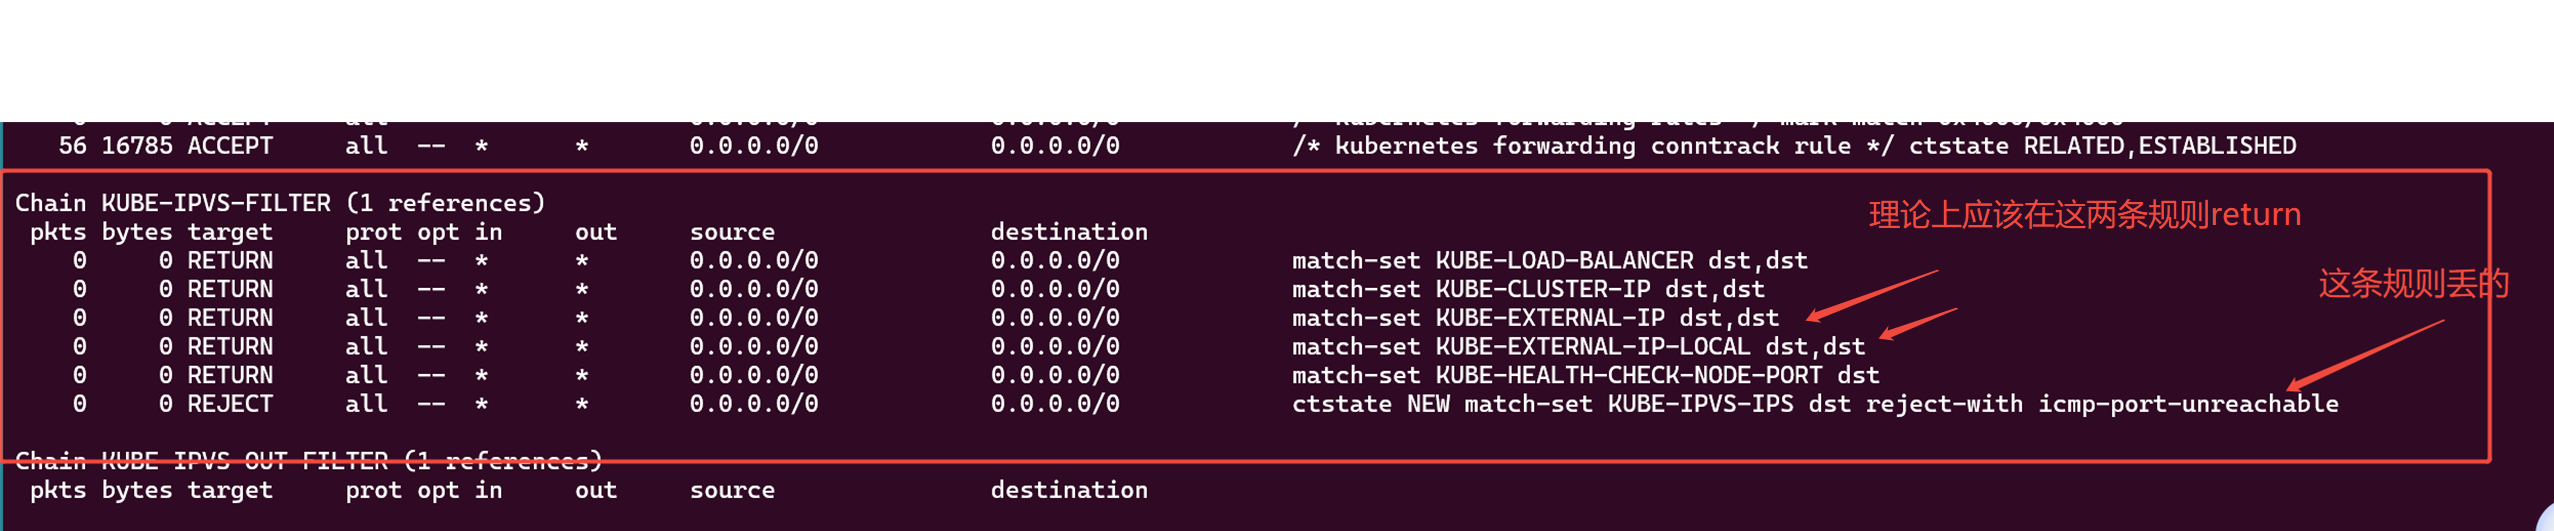 56 16785 ACCEPT all -- * * 0.0.0.0/0 0.0.0.0/0 /* kubernetes forwarding conntrack rule */ ctstate RELATED,ESTABLISHED
Chain KUBE-IPVS-FILTER (1 references)
理论上应该在这两条规则return
pkts bytes target prot opt in out source destination
0 0 RETURN all -- * * 0.0.0.0/0 0.0.0.0/0 match-set KUBE-LOAD-BALANCER dst,dst
这条规则丢的
0 0 RETURN all -- * * 0.0.0.0/0 0.0.0.0/0 match-set KUBE-CLUSTER-IP dst,dst
0 0 RETURN all -- * * 0.0.0.0/0 0.0.0.0/0 match-set KUBE-EXTERNAL-IP dst,dst
0 0 RETURN all -- * * 0.0.0.0/0 0.0.0.0/0 match-set KUBE-EXTERNAL-IP-LOCAL dst,dst
0 0 RETURN all -- * * 0.0.0.0/0 0.0.0.0/0 match-set KUBE-HEALTH-CHECK-NODE-PORT dst
0 0 REJECT all -- * * 0.0.0.0/0 0.0.0.0/0 ctstate NEW match-set KUBE-IPVS-IPS dst reject-with icmp-port-unreachable
Chain KUBE-IPVS-OUT-FILTER (1 references)
pkts bytes target prot opt in out source destination